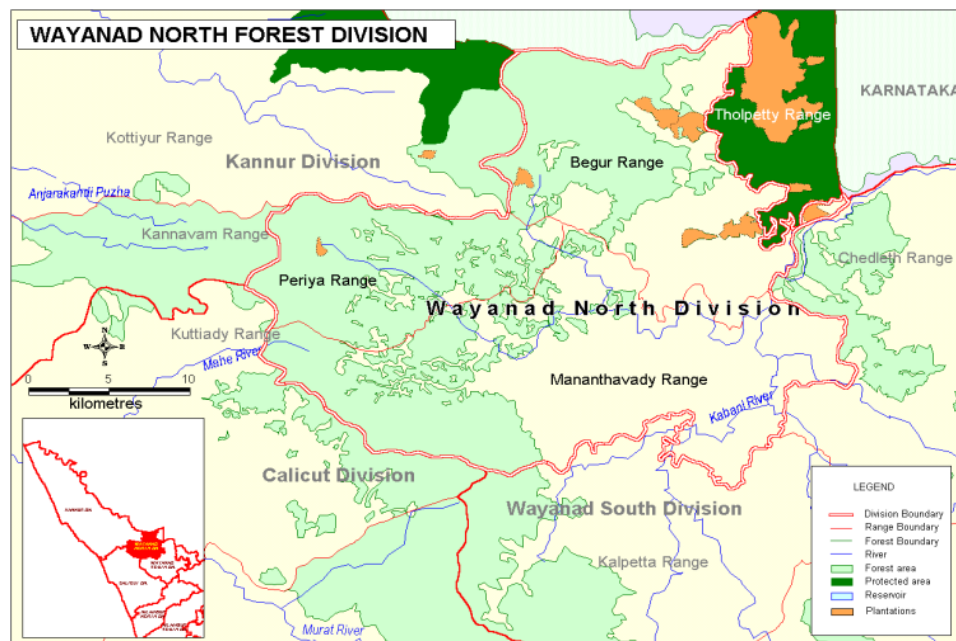 WAYANAD NORTH FOREST DIVISION
KARNATAKA
Tholpetty Range
Kottiyur Range
Kannur Division
Begur Range
Anjarakandi Puzha
Kannavam Range
Chedleth Range
Periya Range
Wayanad North Division
Kuttiady Range
Mahe River
N
W
E
S
0 5 10
kilometres
Mananthavady Range
Kabani River
Calicut Division
Wayanad South Division
Kalpetta Range
Murat River
LEGEND
Division Boundary
Range Boundary
Forest Boundary
River
Forest area
Protected area
Reservoir
Plantations